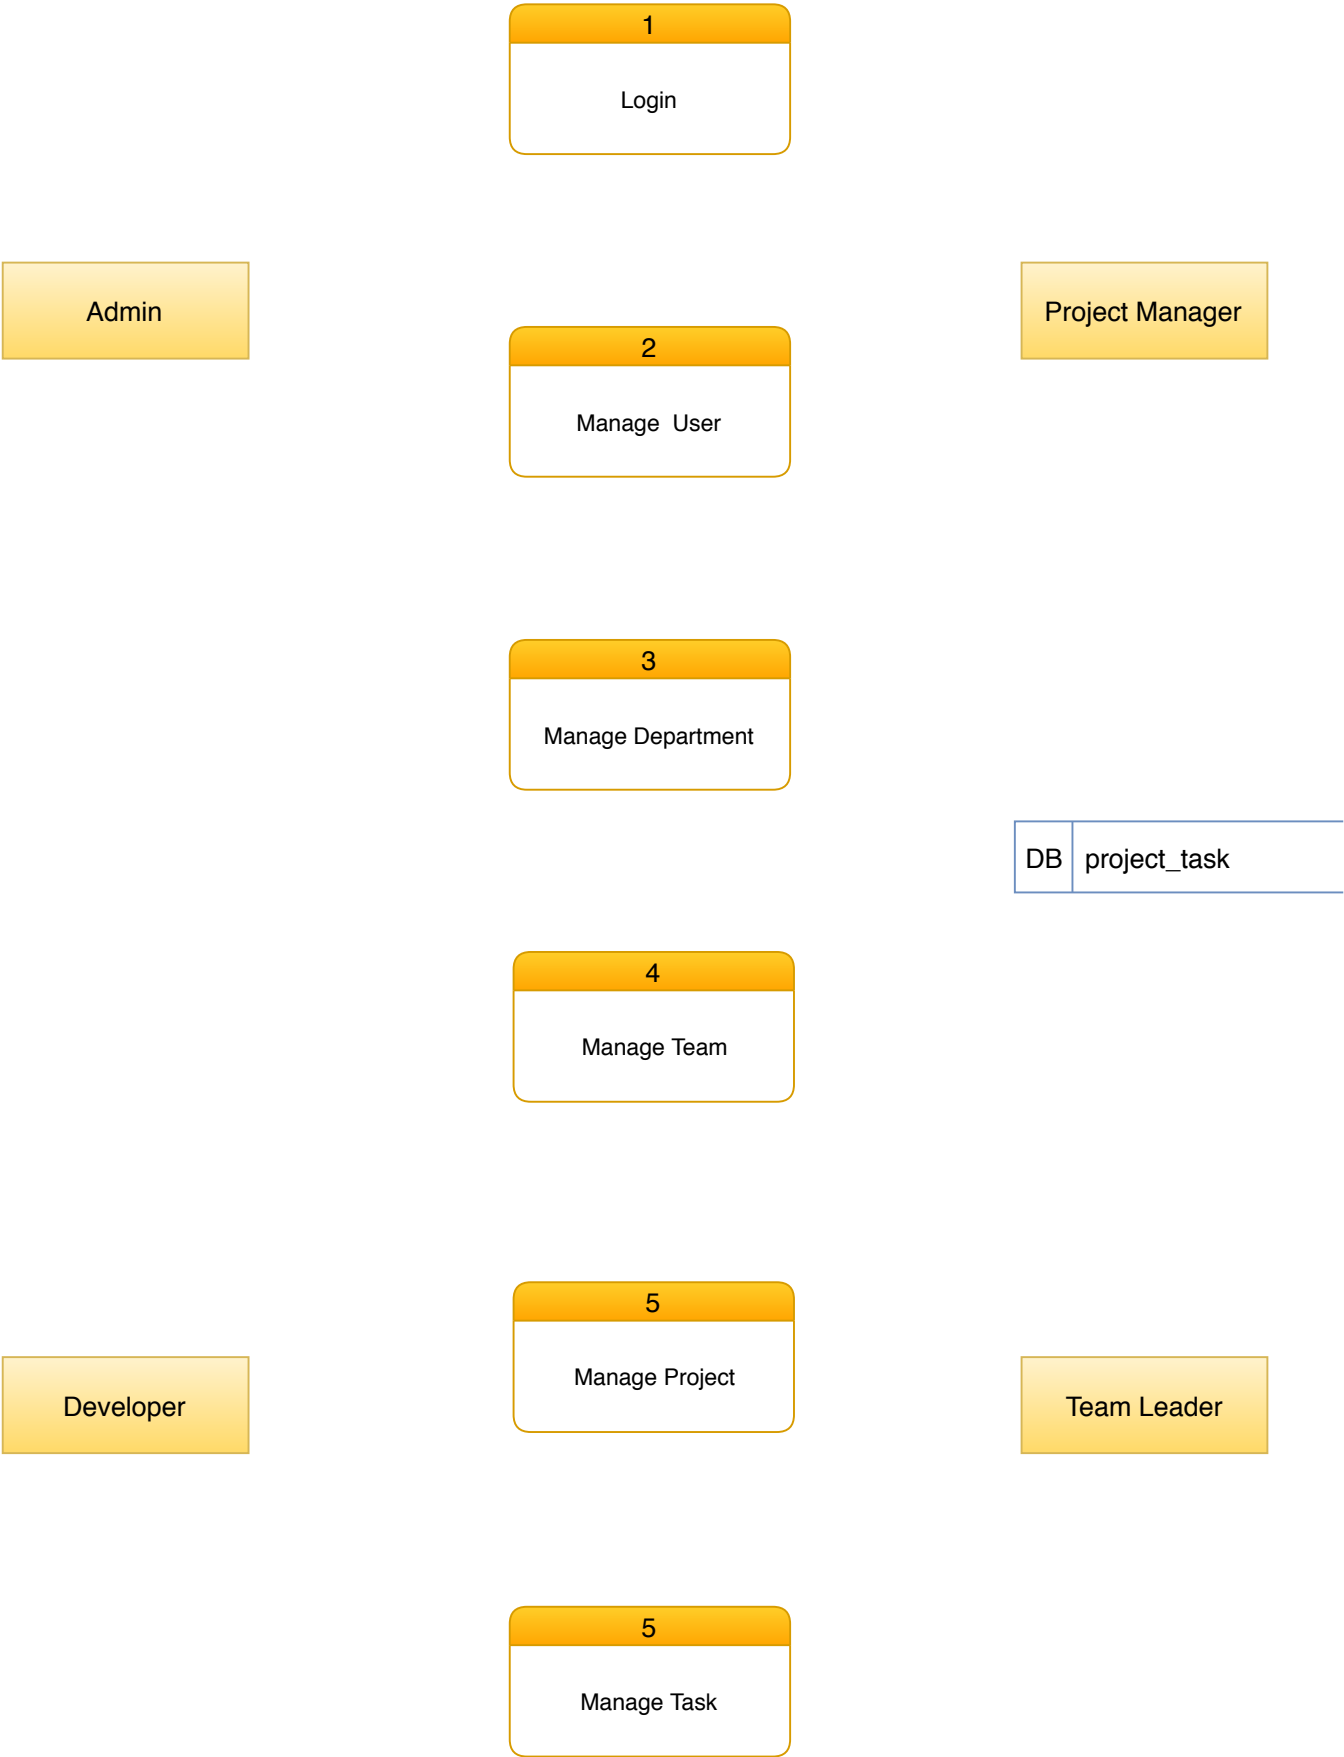 1
Login
Admin
Project Manager
2
Manage  User
3
Manage Department
DB project_task
4
Manage Team
5
Manage Project
Developer
Team Leader
5
Manage Task